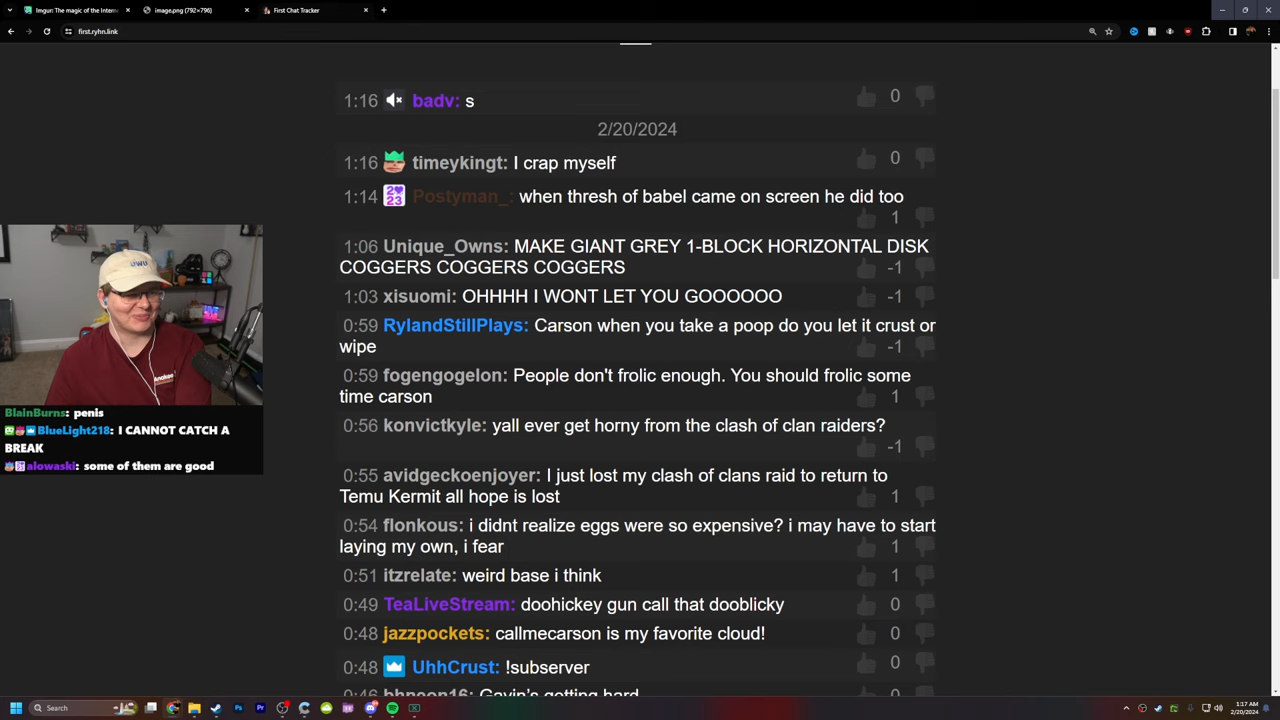 Imgur: The magic of the Interne
image.png (792×796)
First Chat Tracker
first.ryhn.link
1:16 badv: s 0
2/20/2024
1:16 timeykingt: I crap myself 0
1:14 Postyman_: when thresh of babel came on screen he did too
1
1:06 Unique_Owns: MAKE GIANT GREY 1-BLOCK HORIZONTAL DISK
COGGERS COGGERS COGGERS -1
1:03 xisuomi: OHHHH I WONT LET YOU GOOOOOO -1
0:59 RylandStillPlays: Carson when you take a poop do you let it crust or
wipe -1
0:59 fogengogelon: People don't frolic enough. You should frolic some
time carson 1
0:56 konvictkyle: yall ever get horny from the clash of clan raiders?
-1
0:55 avidgeckoenjoyer: I just lost my clash of clans raid to return to
Temu Kermit all hope is lost 1
0:54 flonkous: i didnt realize eggs were so expensive? i may have to start
laying my own, i fear 1
0:51 itzrelate: weird base i think 1
0:49 TeaLiveStream: doohickey gun call that dooblicky 0
0:48 jazzpockets: callmecarson is my favorite cloud! 0
0:48 UhhCrust: !subserver 0
0:46 bhnoon16: Gavin's getting hard 0
UWU
BlainBurns: penis
BlueLight218: I CANNOT CATCH A
BREAK
alowaski: some of them are good
Search
1:17 AM
2/20/2024